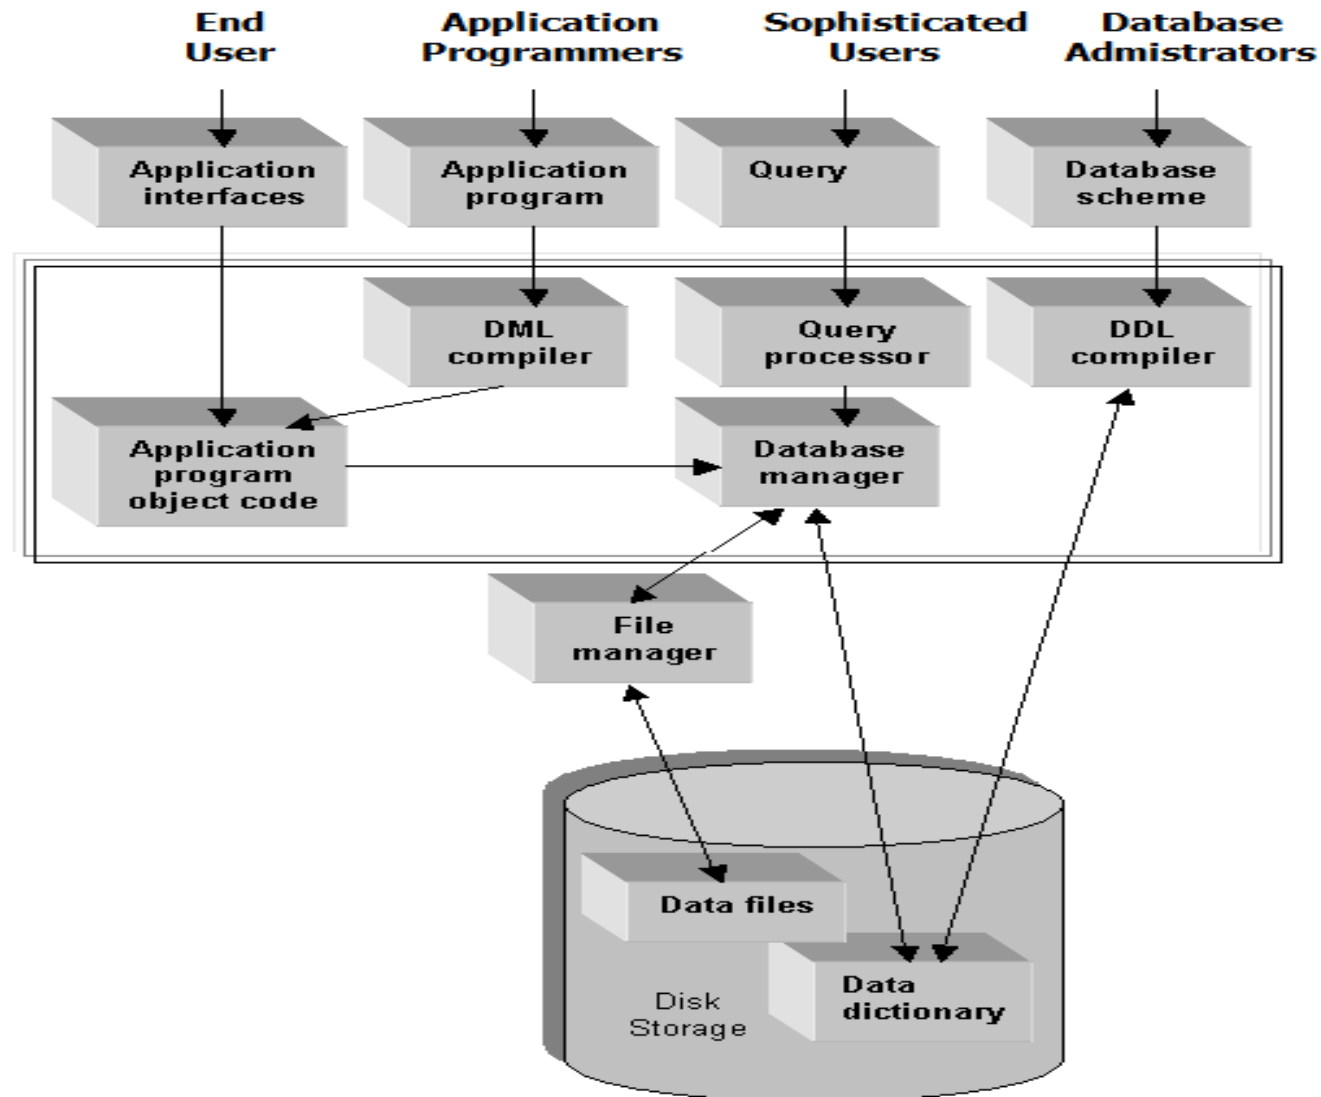 End
User
Application
Programmers
Sophisticated
Users
Database
Admistrators
Application
interfaces
Application
program
Query
Database
scheme
DML
compiler
Query
processor
DDL
compiler
Application
program
object code
Database
manager
File
manager
Data files
Data
dictionary
Disk
Storage